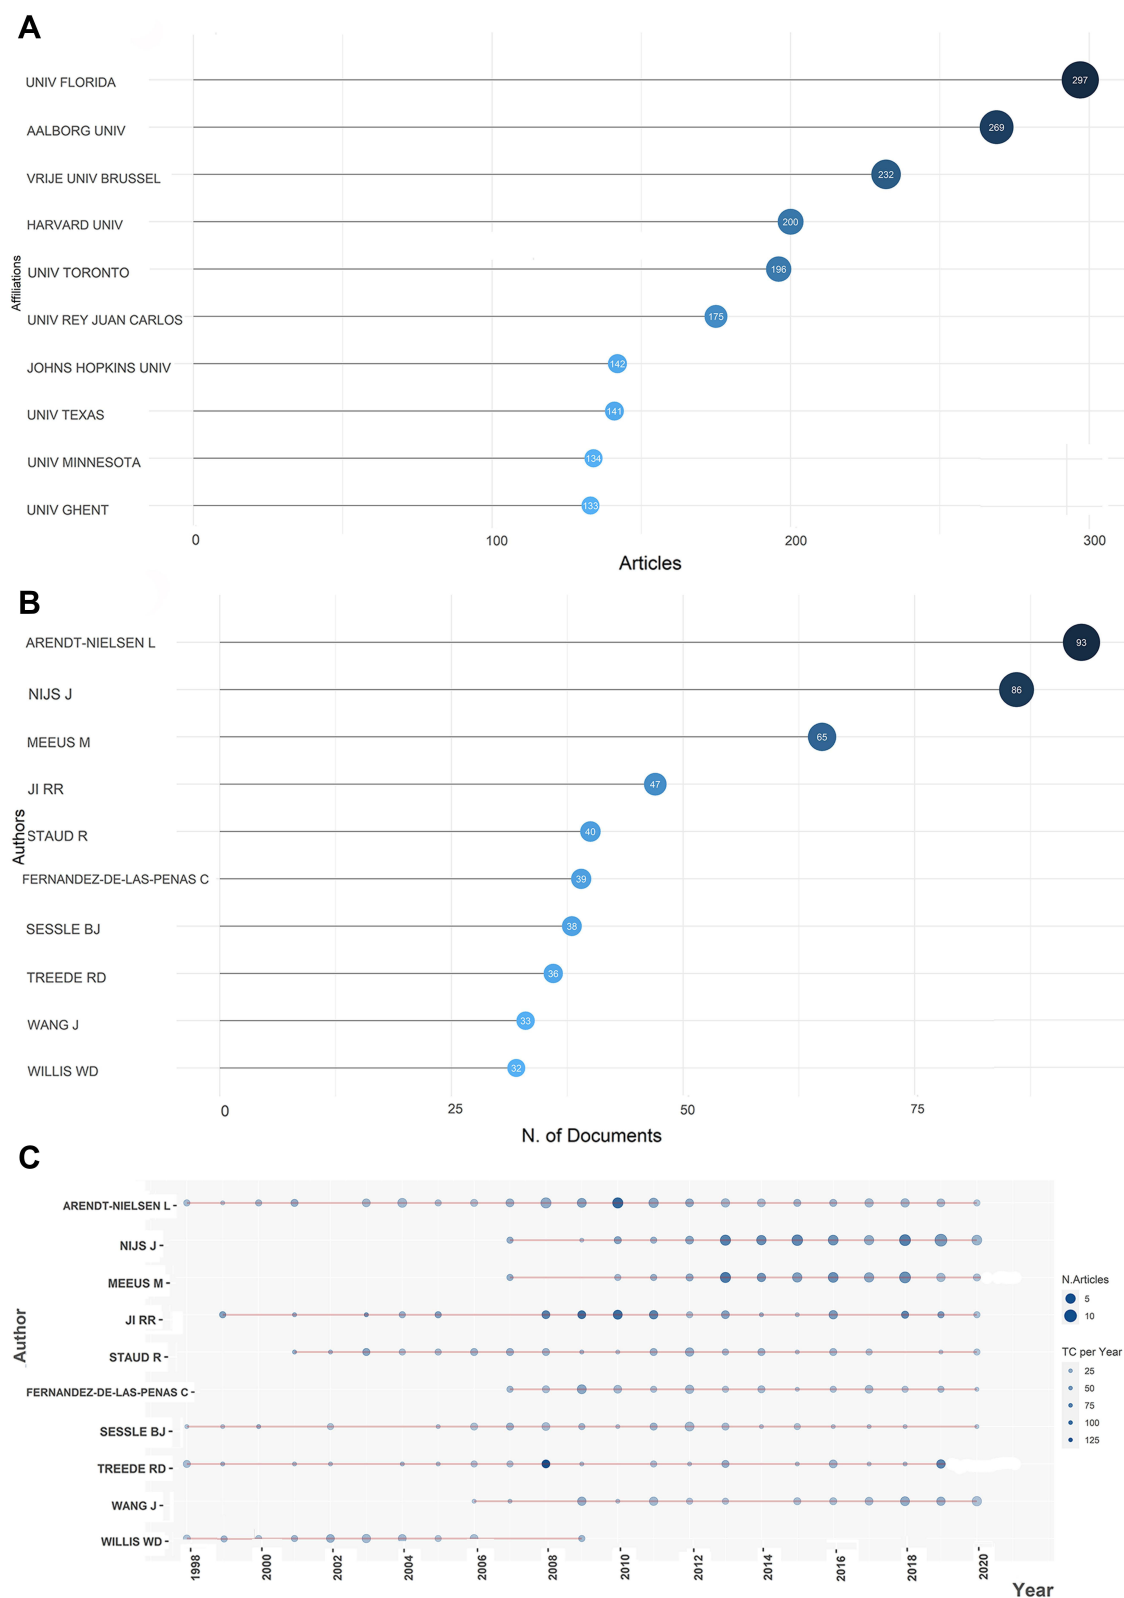 A
UNIV FLORIDA
297
AALBORG UNIV
269
VRIJE UNIV BRUSSEL
232
HARVARD UNIV
200
Affiliations
UNIV TORONTO
196
UNIV REY JUAN CARLOS
175
JOHNS HOPKINS UNIV
142
UNIV TEXAS
141
UNIV MINNESOTA
134
UNIV GHENT
133
0 100 200 300
Articles
B
ARENDT-NIELSEN L
93
NIJS J
86
MEEUS M
65
JI RR
47
Authors
STAUD R
40
FERNANDEZ-DE-LAS-PENAS C
39
SESSLE BJ
38
TREEDE RD
36
WANG J
33
WILLIS WD
32
0 25 50 75
N. of Documents
C
ARENDT-NIELSEN L
NIJS J
MEEUS M
JI RR
Author
STAUD R
FERNANDEZ-DE-LAS-PENAS C
SESSLE BJ
TREEDE RD
WANG J
WILLIS WD
1998 2000 2002 2004 2006 2008 2010 2012 2014 2016 2018 2020
Year
N.Articles
5
10
TC per Year
25
50
75
100
125